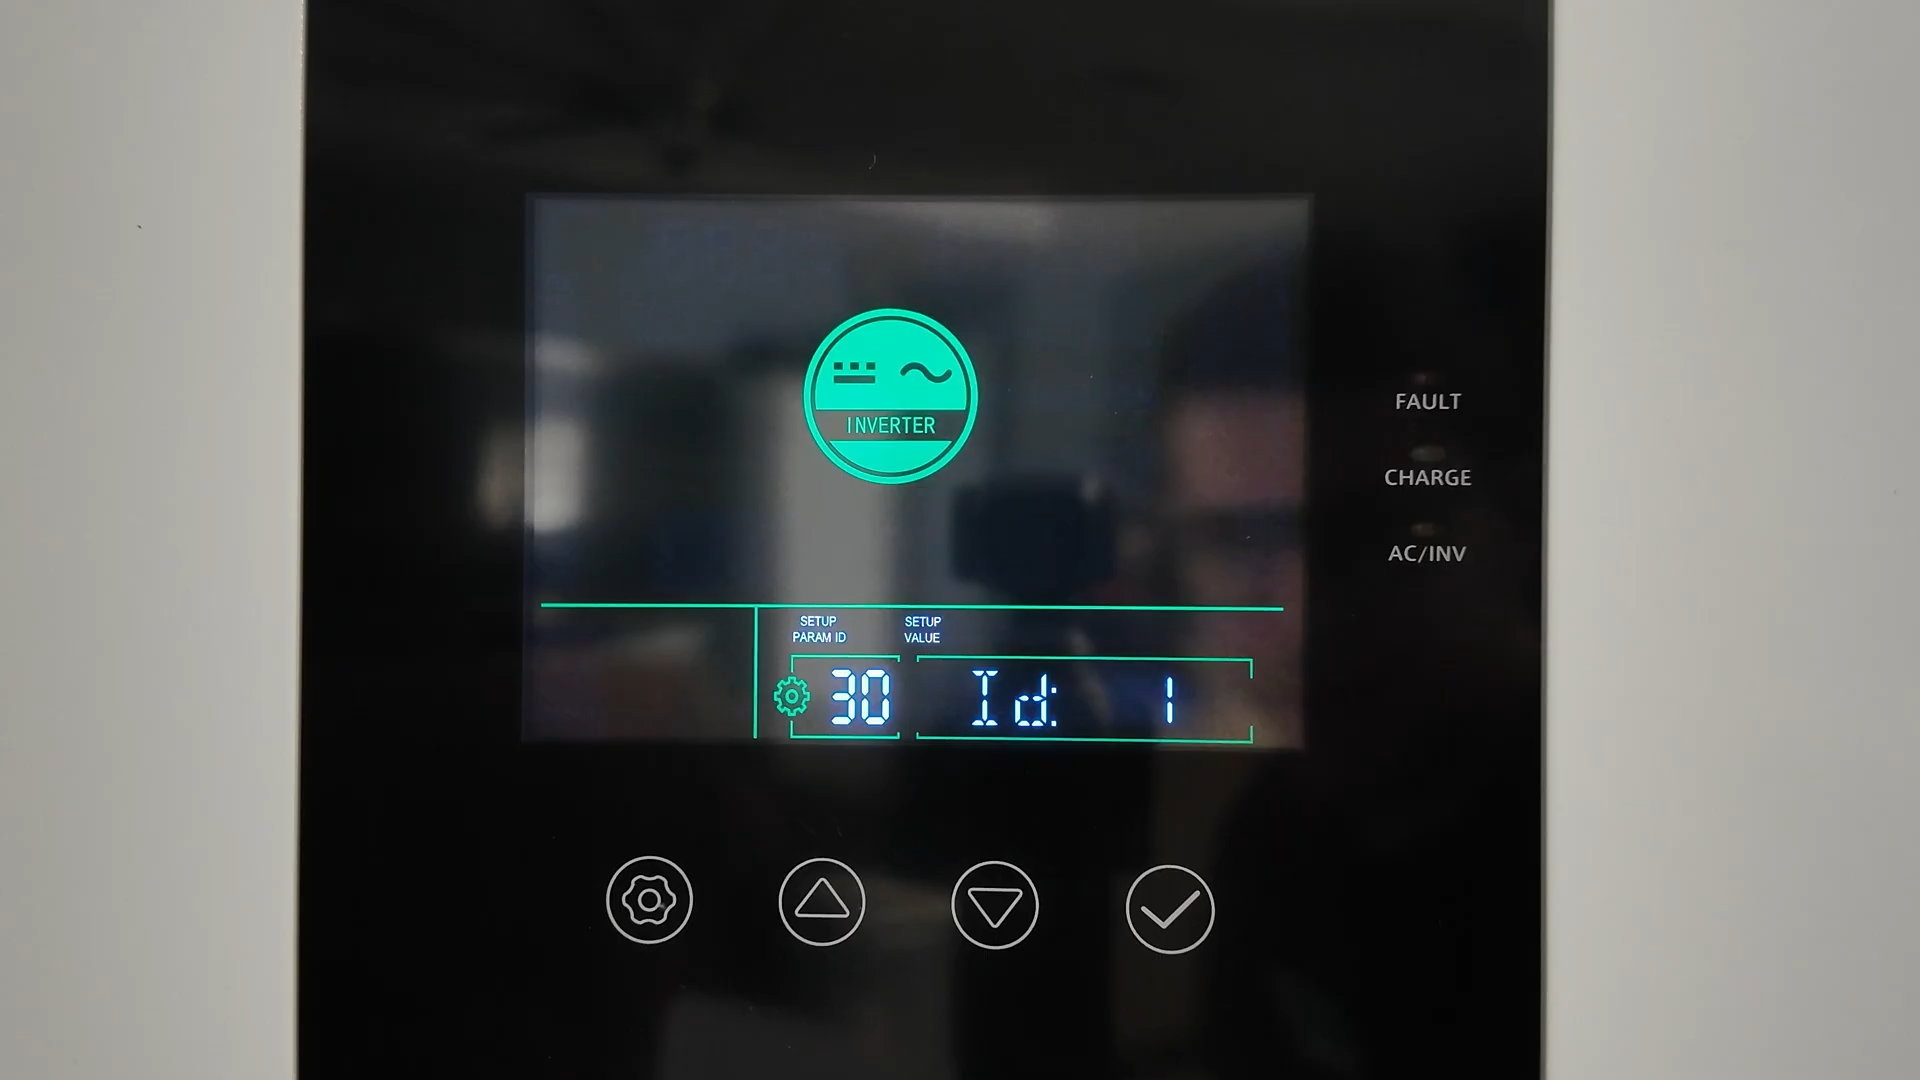 INVERTER
FAULT
CHARGE
AC/INV
SETUP
PARAM ID
SETUP
VALUE
30
Id: 1